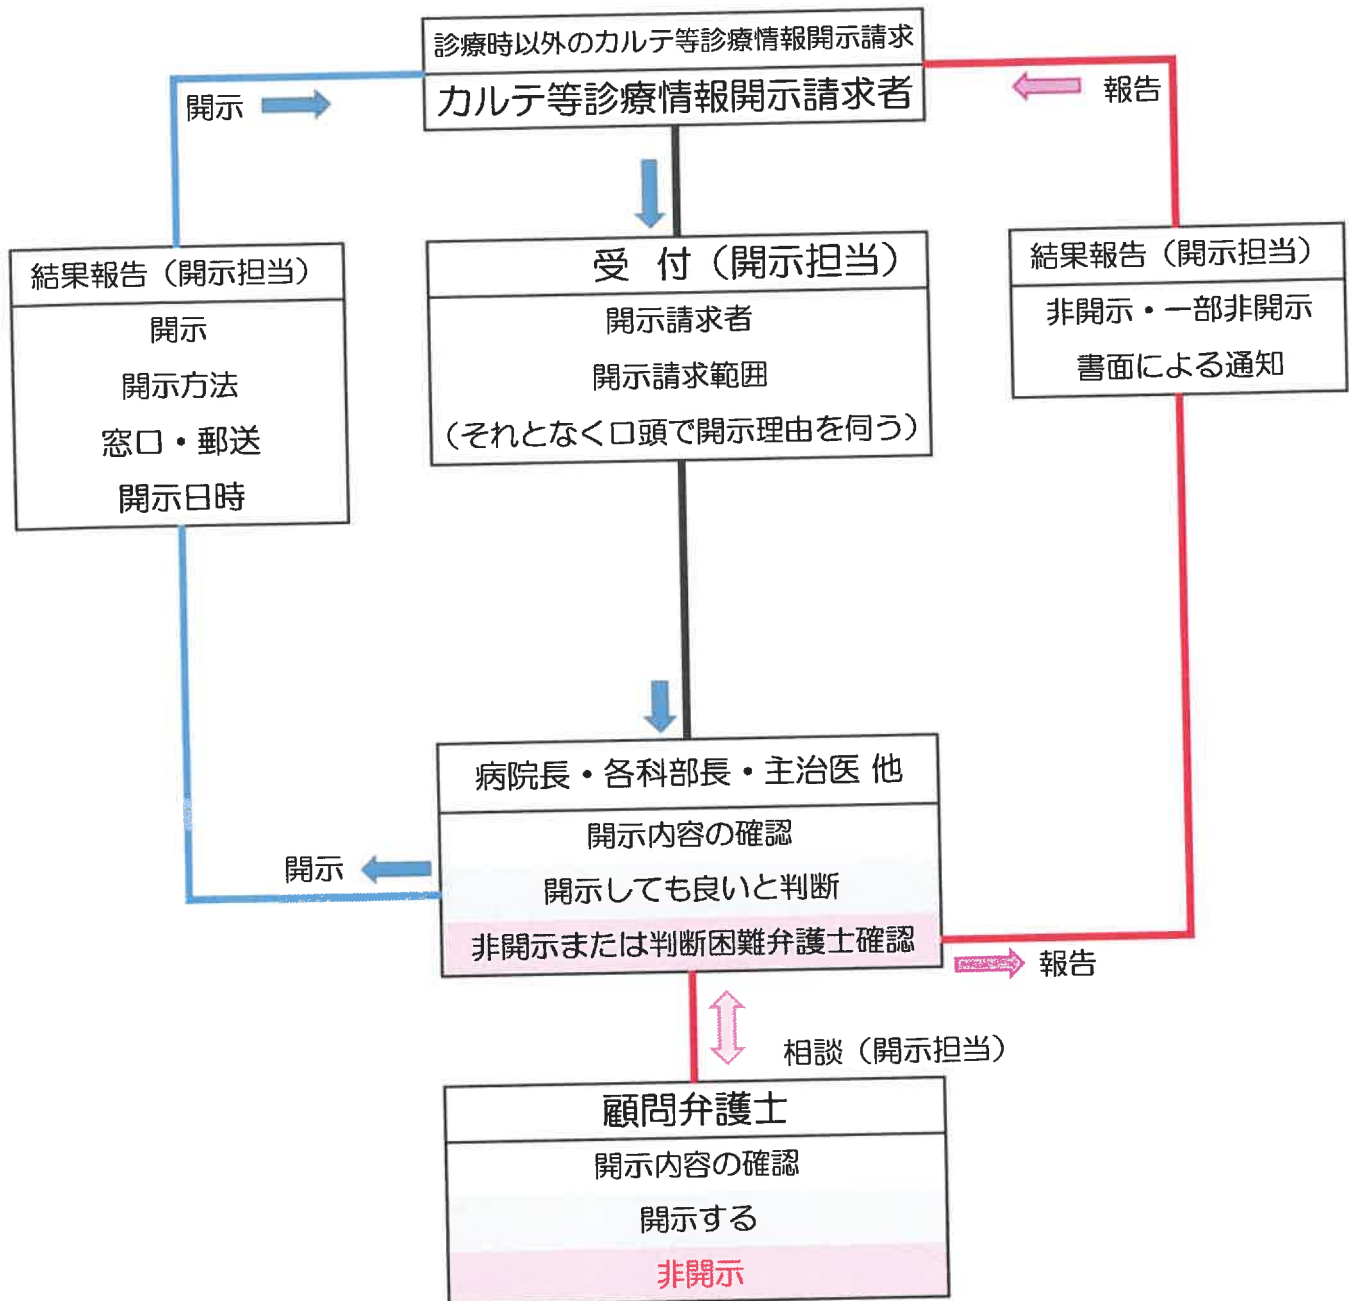 診療時以外のカルテ等診療情報開示請求
カルテ等診療情報開示請求者
開示
報告
結果報告（開示担当）
開示
開示方法
窓口・郵送
開示日時
受　付（開示担当）
開示請求者
開示請求範囲
（それとなく口頭で開示理由を伺う）
結果報告（開示担当）
非開示・一部非開示
書面による通知
病院長・各科部長・主治医 他
開示内容の確認
開示しても良いと判断
非開示または判断困難弁護士確認
開示
報告
相談（開示担当）
顧問弁護士
開示内容の確認
開示する
非開示